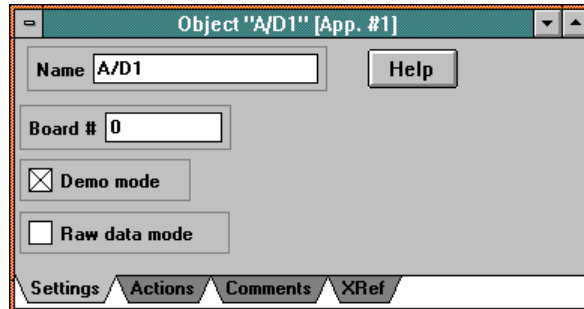 Object "A/D1" [App. #1]
Name A/D1 Help
Board # 0
Demo mode
Raw data mode
Settings Actions Comments XRef